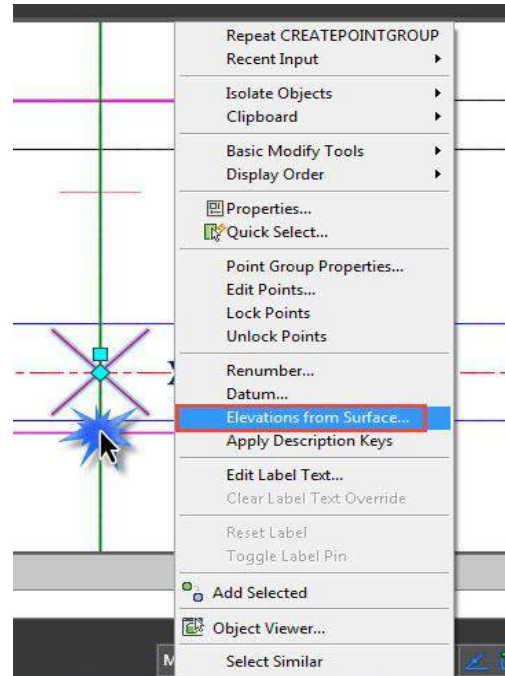 Repeat CREATEPOINTGROUP
Recent Input
Isolate Objects
Clipboard
Basic Modify Tools
Display Order
Properties...
Quick Select...
Point Group Properties...
Edit Points...
Lock Points
Unlock Points
Renumber...
Datum...
Elevations from Surface...
Apply Description Keys
Edit Label Text...
Clear Label Text Override
Reset Label
Toggle Label Pin
Add Selected
Object Viewer...
Select Similar